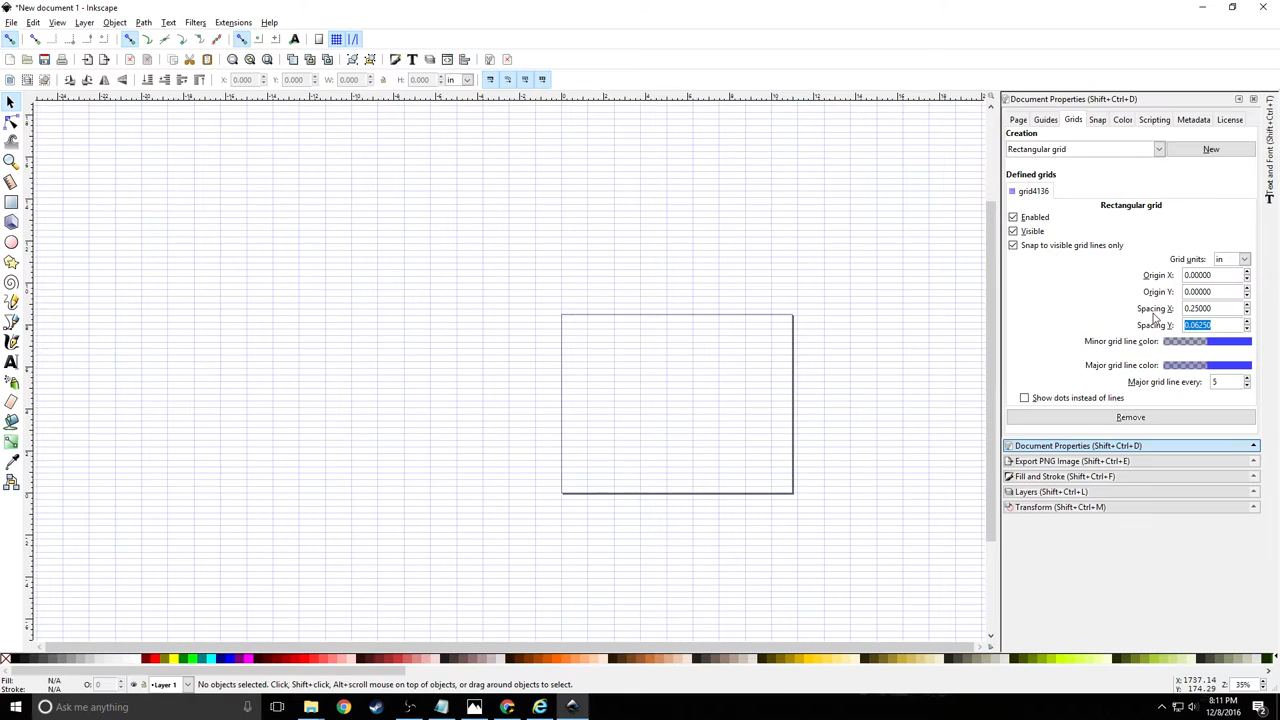 *New document 1 - Inkscape
File Edit View Layer Object Path Text Filters Extensions Help
X: 0.000 Y: 0.000 W: 0.000 H: 0.000 in
Document Properties (Shift+Ctrl+D)
Page Guides Grids Snap Color Scripting Metadata License
Creation
Rectangular grid New
Defined grids
grid4136
Rectangular grid
Enabled
Visible
Snap to visible grid lines only
Grid units: in
Origin X: 0.00000
Origin Y: 0.00000
Spacing X: 0.25000
Spacing Y: 0.06250
Minor grid line color:
Major grid line color:
Major grid line every: 5
Show dots instead of lines
Remove
Document Properties (Shift+Ctrl+D)
Export PNG Image (Shift+Ctrl+E)
Fill and Stroke (Shift+Ctrl+F)
Layers (Shift+Ctrl+L)
Transform (Shift+Ctrl+M)
Text and Font (Shift+Ctrl+T)
Fill: N/A
Stroke: N/A
O: 0
Layer 1
No objects selected. Click, Shift+click, Alt+scroll mouse on top of objects, or drag around objects to select.
X: 1737.14
Y: 174.29
Z: 35%
Ask me anything
8:11 PM
12/8/2016